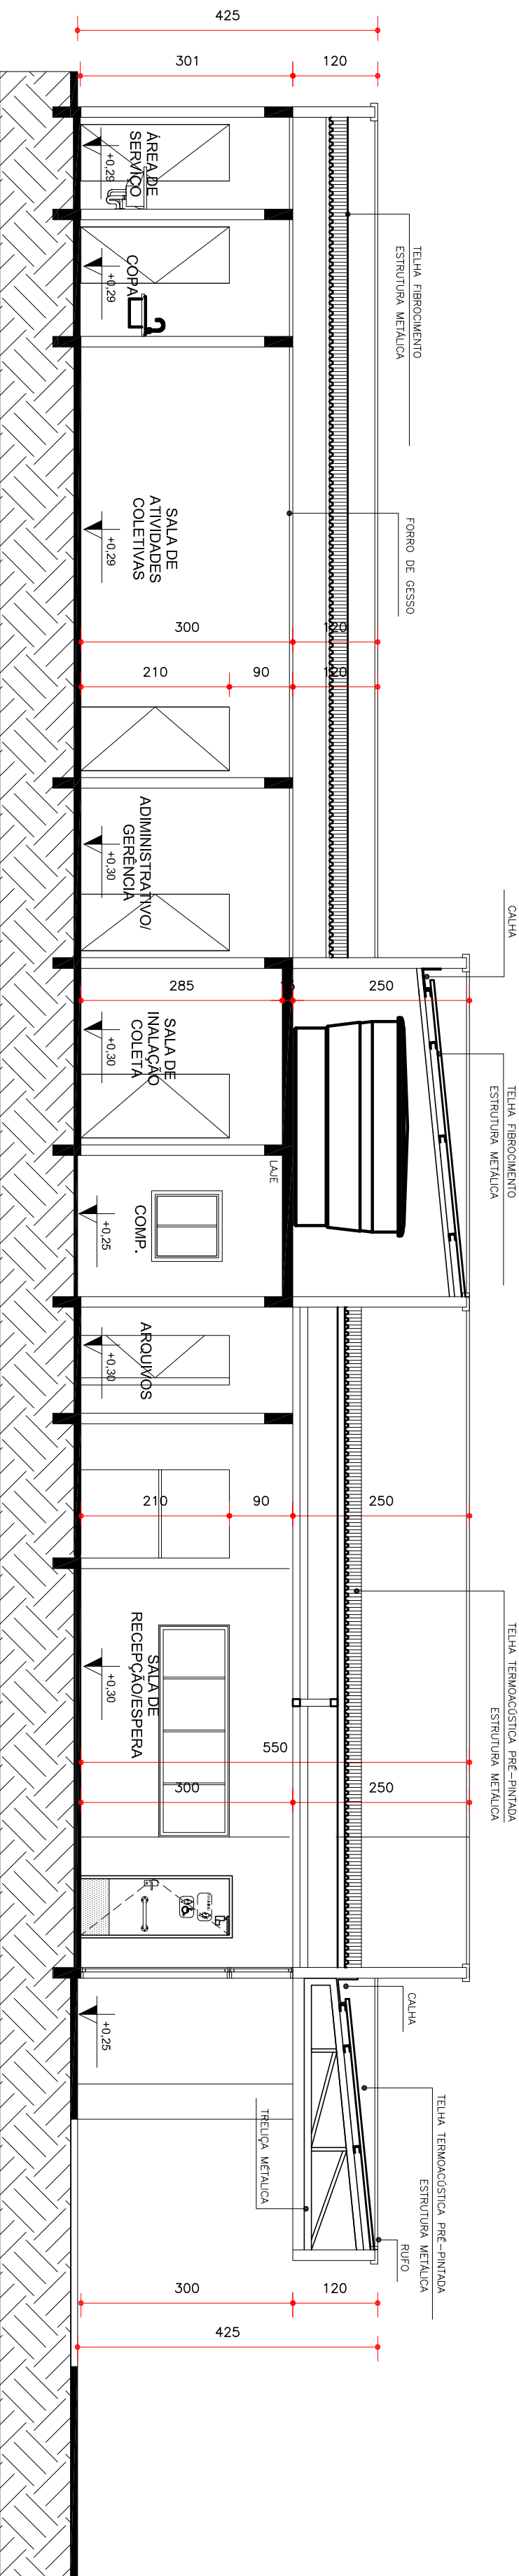 425
301
120
ÁREA DE
SERVIÇO
+0,29
TELHA FIBROCIMENTO
ESTRUTURA METÁLICA
COPA
+0,29
SALA DE
ATIVIDADES
COLETIVAS
+0,29
FORRO DE GESSO
300
120
210
90
120
ADIMINISTRATIVO/
GERÊNCIA
+0,30
CALHA
285
15
250
SALA DE
INALAÇÃO
COLETA
+0,30
TELHA FIBROCIMENTO
ESTRUTURA METÁLICA
LAJE
COMP.
+0,25
ARQUIVOS
+0,30
210
90
250
TELHA TERMOACÚSTICA PRÉ-PINTADA
ESTRUTURA METÁLICA
SALA DE
RECEPÇÃO/ESPERA
+0,30
550
300
250
+0,25
CALHA
TELHA TERMOACÚSTICA PRÉ-PINTADA
ESTRUTURA METÁLICA
TRELIÇA METÁLICA
RUFO
300
120
425